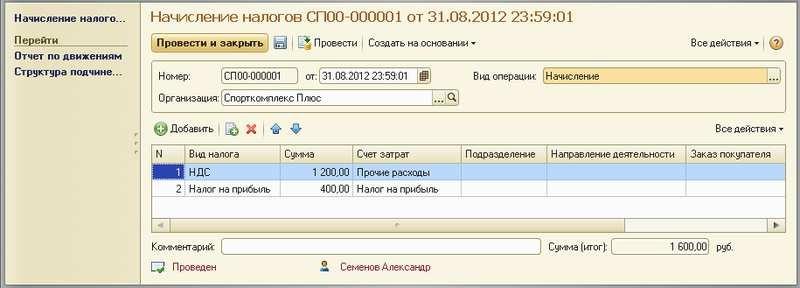 Начисление налого...
Перейти
Отчет по движениям
Структура подчине...
Начисление налогов СП00-000001 от 31.08.2012 23:59:01
Провести и закрыть Провести Создать на основании Все действия
Номер: СП00-000001 от: 31.08.2012 23:59:01 Вид операции: Начисление ...
Организация: Спорткомплекс Плюс ...
Добавить Все действия
N Вид налога Сумма Счет затрат Подразделение Направление деятельности Заказ покупателя
1 НДС 1 200,00 Прочие расходы
2 Налог на прибыль 400,00 Налог на прибыль
Комментарий: Сумма (итог): 1 600,00 руб.
Проведен Семенов Александр